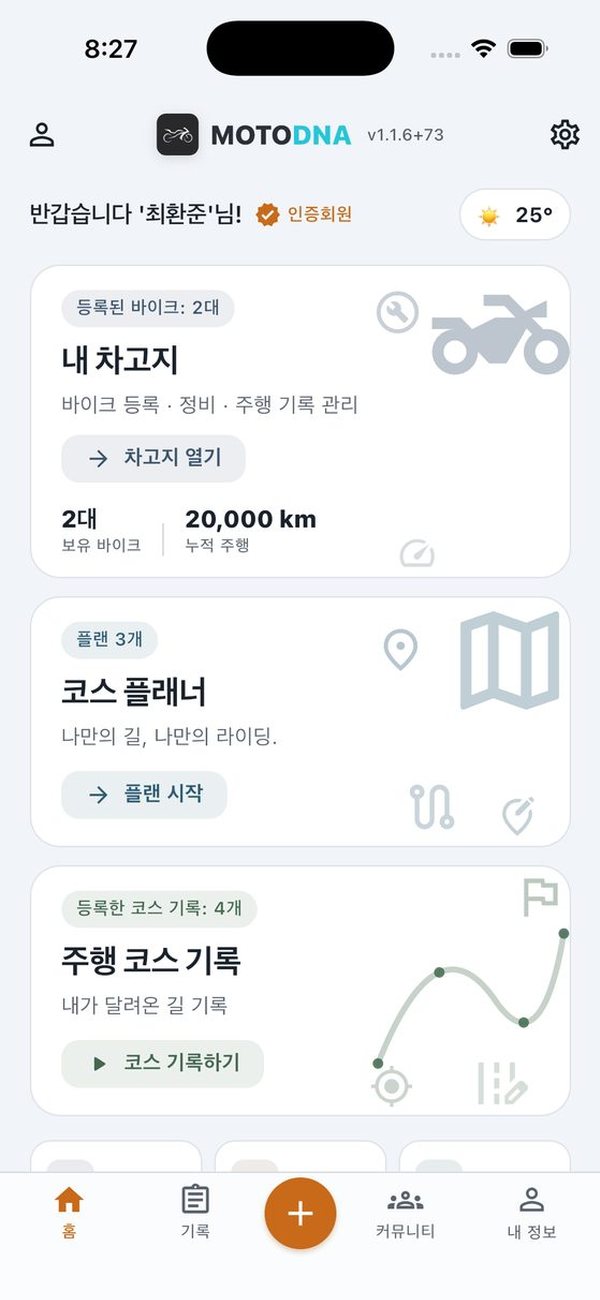 8:27
MOTODNA v1.1.6+73
반갑습니다 '최환준'님! 인증회원 25°
등록된 바이크: 2대
내 차고지
바이크 등록 · 정비 · 주행 기록 관리
→ 차고지 열기
2대 20,000 km
보유 바이크 누적 주행
플랜 3개
코스 플래너
나만의 길, 나만의 라이딩.
→ 플랜 시작
등록한 코스 기록: 4개
주행 코스 기록
내가 달려온 길 기록
코스 기록하기
홈 기록 커뮤니티 내 정보